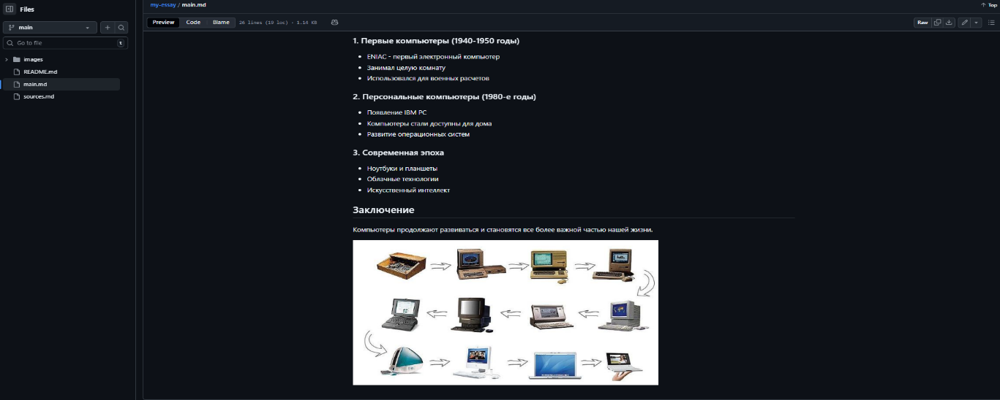 Files
my-essay / main.md
Top
main
Preview Code Blame 26 lines (19 loc) · 1.14 KB
Raw
Go to file t
images
README.md
main.md
sources.md
1. Первые компьютеры (1940-1950 годы)
ENIAC - первый электронный компьютер
Занимал целую комнату
Использовался для военных расчетов
2. Персональные компьютеры (1980-е годы)
Появление IBM PC
Компьютеры стали доступны для дома
Развитие операционных систем
3. Современная эпоха
Ноутбуки и планшеты
Облачные технологии
Искусственный интеллект
Заключение
Компьютеры продолжают развиваться и становятся все более важной частью нашей жизни.